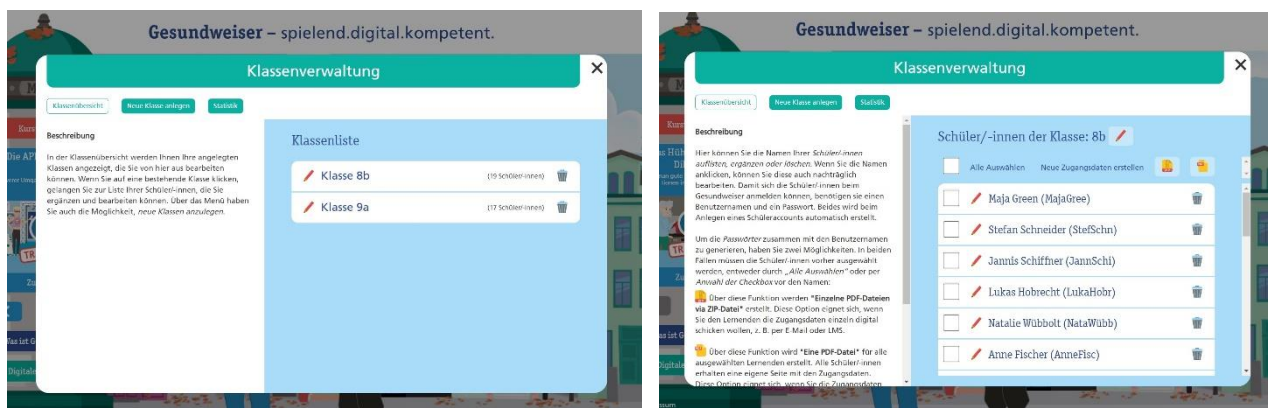 Gesundweiser – spielend.digital.kompetent.
Klassenverwaltung
Klassenübersicht Neue Klasse anlegen Statistik
Beschreibung
In der Klassenübersicht werden Ihnen Ihre angelegten
Klassen angezeigt, die Sie von hier aus bearbeiten
können. Wenn Sie auf eine bestehende Klasse klicken,
gelangen Sie zur Liste Ihrer Schüler/-innen, die Sie
ergänzen und bearbeiten können. Über das Menü haben
Sie auch die Möglichkeit, neue Klassen anzulegen.
Klassenliste
Klasse 8b (19 Schüler/-innen)
Klasse 9a (17 Schüler/-innen)
Gesundweiser – spielend.digital.kompetent.
Klassenverwaltung
Klassenübersicht Neue Klasse anlegen Statistik
Beschreibung
Hier können Sie die Namen Ihrer Schüler/-innen
auflisten, ergänzen oder löschen. Wenn Sie die Namen
anklicken, können Sie diese auch nachträglich
bearbeiten. Damit sich die Schüler/-innen beim
Gesundweiser anmelden können, benötigen sie einen
Benutzernamen und ein Passwort. Beides wird beim
Anlegen eines Schüleraccounts automatisch erstellt.
Um die Passwörter zusammen mit den Benutzernamen
zu generieren, haben Sie zwei Möglichkeiten. In beiden
Fällen müssen die Schüler/-innen vorher ausgewählt
werden, entweder durch „Alle Auswählen" oder per
Anwahl der Checkbox vor den Namen:
Über diese Funktion werden "Einzelne PDF-Dateien
via ZIP-Datei" erstellt. Diese Option eignet sich, wenn
Sie den Lernenden die Zugangsdaten einzeln digital
schicken wollen, z. B. per E-Mail oder LMS.
Über diese Funktion wird "Eine PDF-Datei" für alle
ausgewählten Lernenden erstellt. Alle Schüler/-innen
erhalten eine eigene Seite mit den Zugangsdaten.
Diese Option eignet sich, wenn Sie die Zugangsdaten
Schüler/-innen der Klasse: 8b
Alle Auswählen Neue Zugangsdaten erstellen
Maja Green (MajaGree)
Stefan Schneider (StefSchn)
Jannis Schiffner (JannSchi)
Lukas Hobrecht (LukaHobr)
Natalie Wübbolt (NataWübb)
Anne Fischer (AnneFisc)